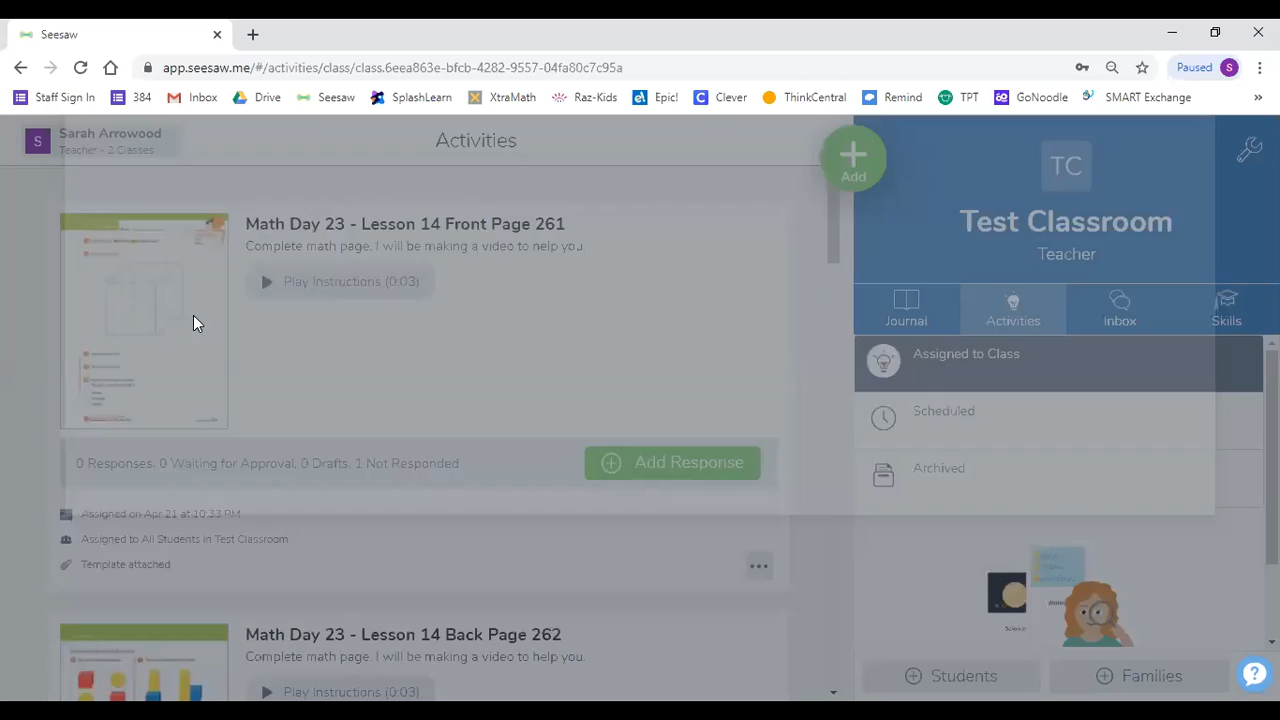 Seesaw
app.seesaw.me/#/activities/class/class.6eea863e-bfcb-4282-9557-04fa80c7c95a
Paused S
Staff Sign In 384 Inbox Drive Seesaw SplashLearn XtraMath Raz-Kids Epic! Clever ThinkCentral Remind TPT GoNoodle SMART Exchange »
S
Sarah Arrowood
Teacher - 2 Classes
Activities
Add
TC
Test Classroom
Teacher
Journal Activities Inbox Skills
Assigned to Class
Scheduled
Archived
Math Day 23 - Lesson 14 Front Page 261
Complete math page. I will be making a video to help you.
Play Instructions (0:03)
0 Responses. 0 Waiting for Approval. 0 Drafts. 1 Not Responded
Add Response
Assigned on Apr 21 at 10:33 PM
Assigned to All Students in Test Classroom
Template attached
Math Day 23 - Lesson 14 Back Page 262
Complete math page. I will be making a video to help you.
Play Instructions (0:03)
Students
Families